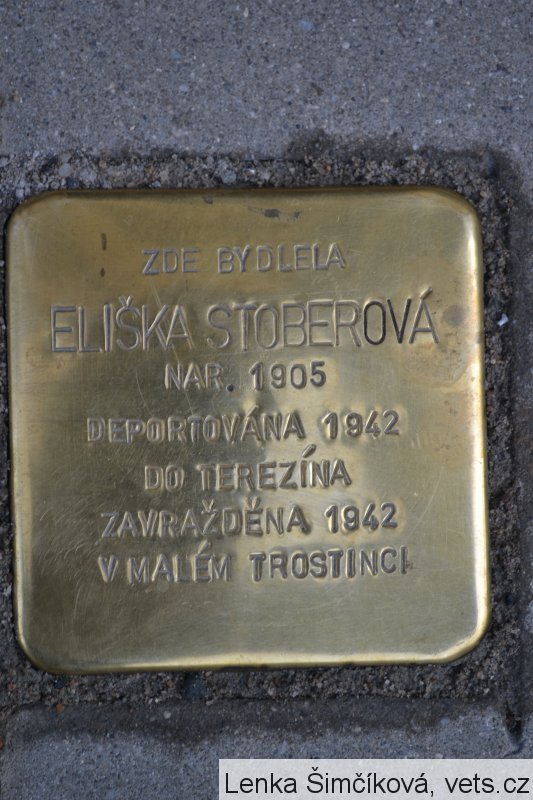 ZDE BYDLELA
ELIŠKA STOBEROVÁ
NAR. 1905
DEPORTOVÁNA 1942
DO TEREZÍNA
ZAVRAŽDĚNA 1942
V MALÉM TROSTINCI
Lenka Šimčíková, vets.cz